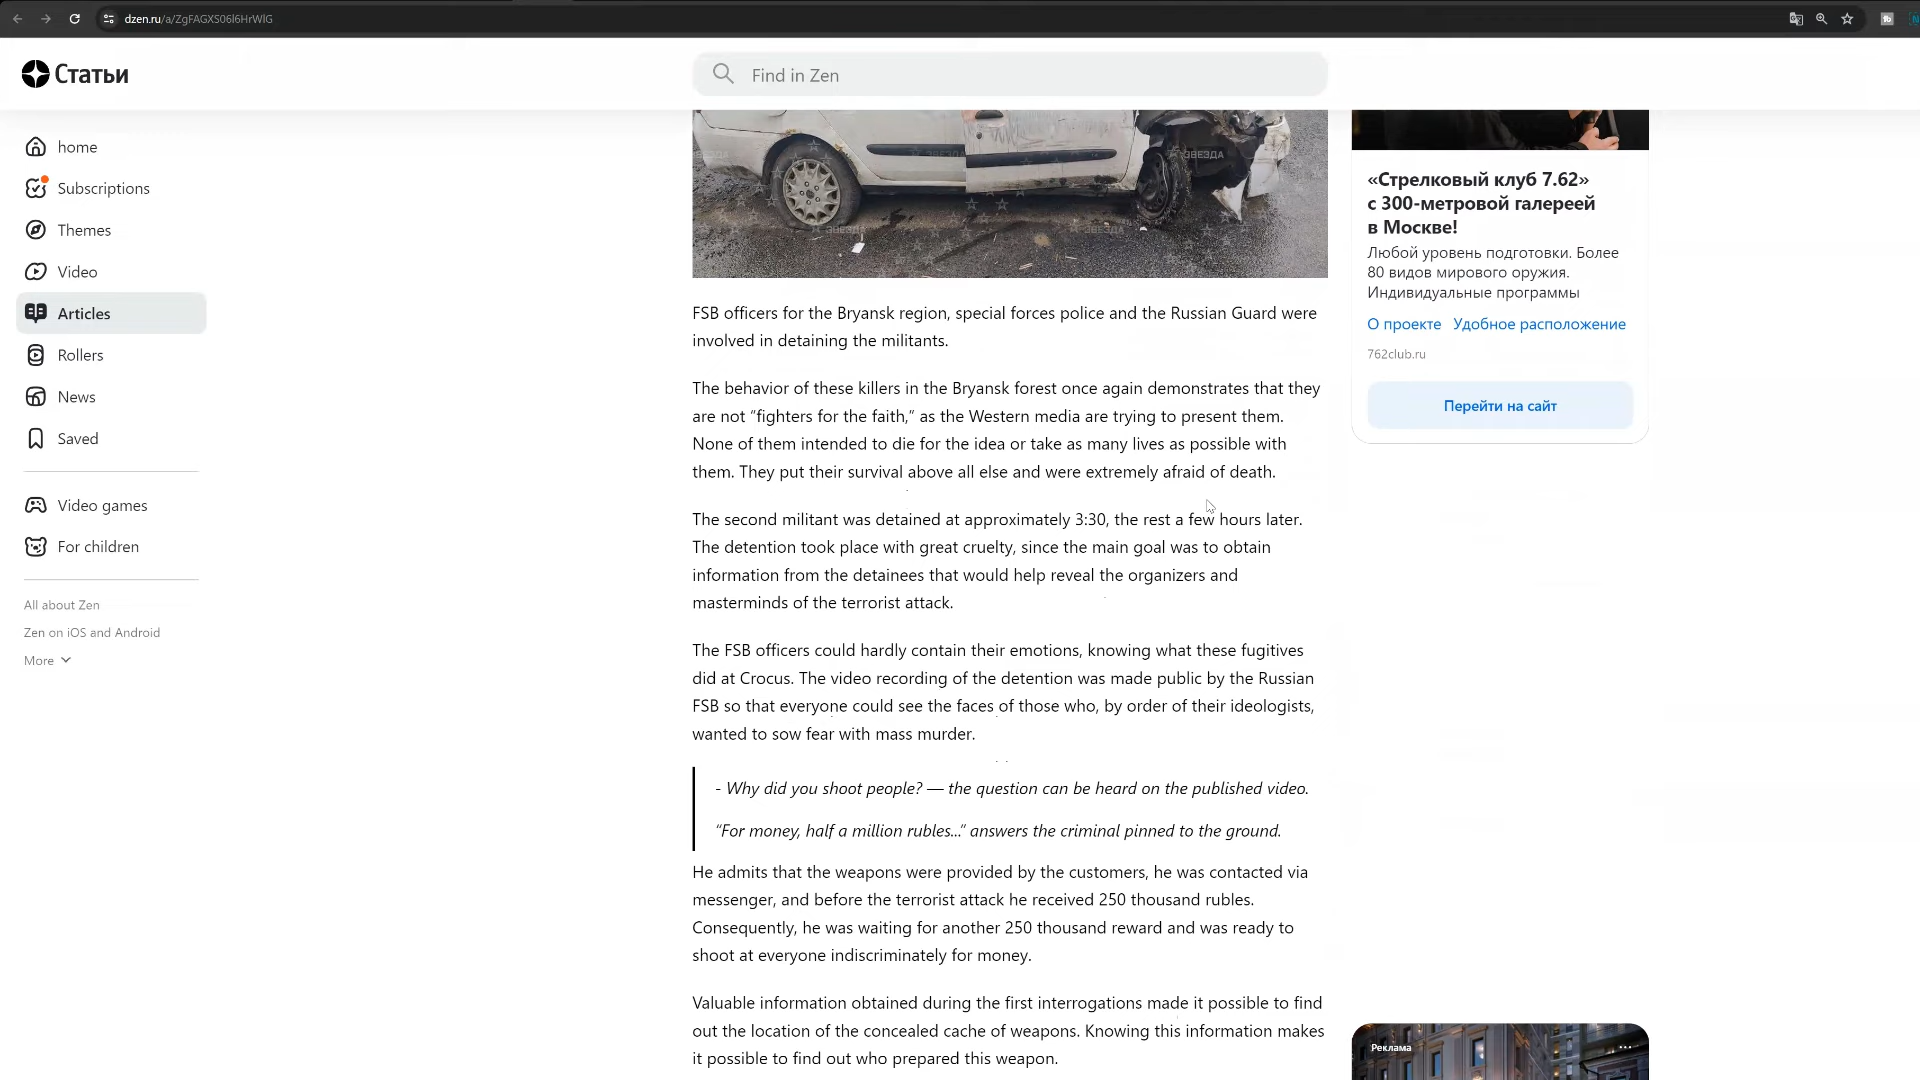 dzen.ru/a/ZgFAGXS06l6HrWlG
Статьи
Find in Zen
home
Subscriptions
Themes
Video
Articles
Rollers
News
Saved
Video games
For children
All about Zen
Zen on iOS and Android
More
ЗВЕЗДА
ЗВЕЗДА
ЗВЕЗДА
ЗВЕЗДА
ЗВЕЗДА
FSB officers for the Bryansk region, special forces police and the Russian Guard were
involved in detaining the militants.
The behavior of these killers in the Bryansk forest once again demonstrates that they
are not “fighters for the faith,” as the Western media are trying to present them.
None of them intended to die for the idea or take as many lives as possible with
them. They put their survival above all else and were extremely afraid of death.
The second militant was detained at approximately 3:30, the rest a few hours later.
The detention took place with great cruelty, since the main goal was to obtain
information from the detainees that would help reveal the organizers and
masterminds of the terrorist attack.
The FSB officers could hardly contain their emotions, knowing what these fugitives
did at Crocus. The video recording of the detention was made public by the Russian
FSB so that everyone could see the faces of those who, by order of their ideologists,
wanted to sow fear with mass murder.
- Why did you shoot people? — the question can be heard on the published video.
“For money, half a million rubles...” answers the criminal pinned to the ground.
He admits that the weapons were provided by the customers, he was contacted via
messenger, and before the terrorist attack he received 250 thousand rubles.
Consequently, he was waiting for another 250 thousand reward and was ready to
shoot at everyone indiscriminately for money.
Valuable information obtained during the first interrogations made it possible to find
out the location of the concealed cache of weapons. Knowing this information makes
it possible to find out who prepared this weapon.
«Стрелковый клуб 7.62»
с 300-метровой галереей
в Москве!
Любой уровень подготовки. Более
80 видов мирового оружия.
Индивидуальные программы
О проекте Удобное расположение
762club.ru
Перейти на сайт
Реклама